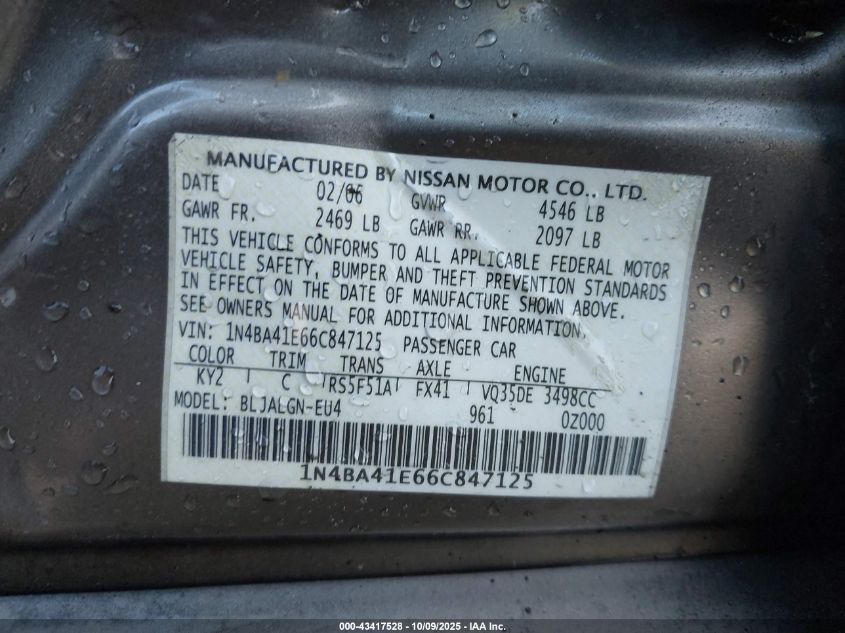 MANUFACTURED BY NISSAN MOTOR CO., LTD.
DATE 02/06 GVWR 4546 LB
GAWR FR. 2469 LB GAWR RR. 2097 LB
THIS VEHICLE CONFORMS TO ALL APPLICABLE FEDERAL MOTOR
VEHICLE SAFETY, BUMPER AND THEFT PREVENTION STANDARDS
IN EFFECT ON THE DATE OF MANUFACTURE SHOWN ABOVE.
SEE OWNERS MANUAL FOR ADDITIONAL INFORMATION.
VIN: 1N4BA41E66C847125 PASSENGER CAR
COLOR TRIM TRANS AXLE ENGINE
KY2 C RS5F51A FX41 VQ35DE 3498CC
MODEL: BLJALGN-EU4 961 0Z000
1N4BA41E66C847125
000-43417528 - 10/09/2025 - IAA Inc.